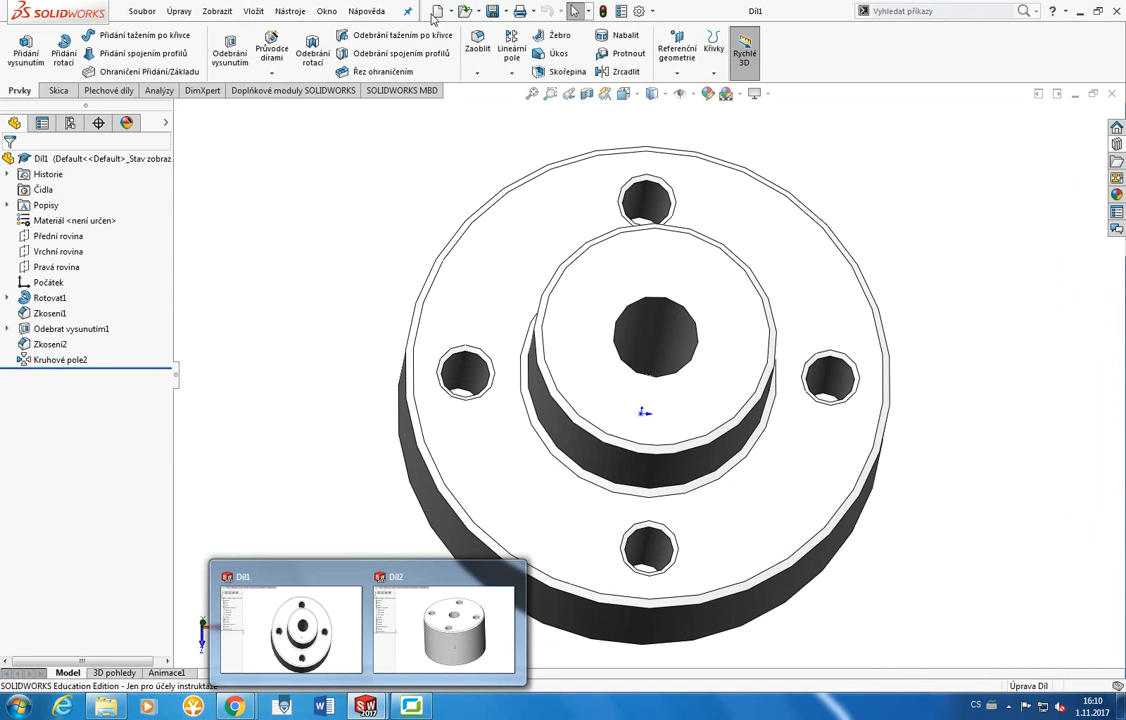 SOLIDWORKS Soubor Úpravy Zobrazit Vložit Nástroje Okno Nápověda Díl1 Vyhledat příkazy
Přidání vysunutím
Přidání rotací
Přidání tažením po křivce
Přidání spojením profilů
Ohraničení Přidání/Základu
Odebrání vysunutím
Průvodce dírami
Odebrání rotací
Odebrání tažením po křivce
Odebrání spojením profilů
Řez ohraničením
Zaoblit
Lineární pole
Žebro
Úkos
Skořepina
Nabalit
Protnout
Zrcadlit
Referenční geometrie
Křivky
Rychlé 3D
Prvky Skica Plechové díly Analýzy DimXpert Doplňkové moduly SOLIDWORKS SOLIDWORKS MBD
Díl1 (Default<<Default>_Stav zobraz
Historie
Čidla
Popisy
Materiál <není určen>
Přední rovina
Vrchní rovina
Pravá rovina
Počátek
Rotovat1
Zkosení1
Odebrat vysunutím1
Zkosení2
Kruhové pole2
Díl1 Díl2
Model 3D pohledy Animace1
SOLIDWORKS Education Edition - Jen pro účely instruktáže
Úprava Díl
SW 2017
CS
16:10
1.11.2017